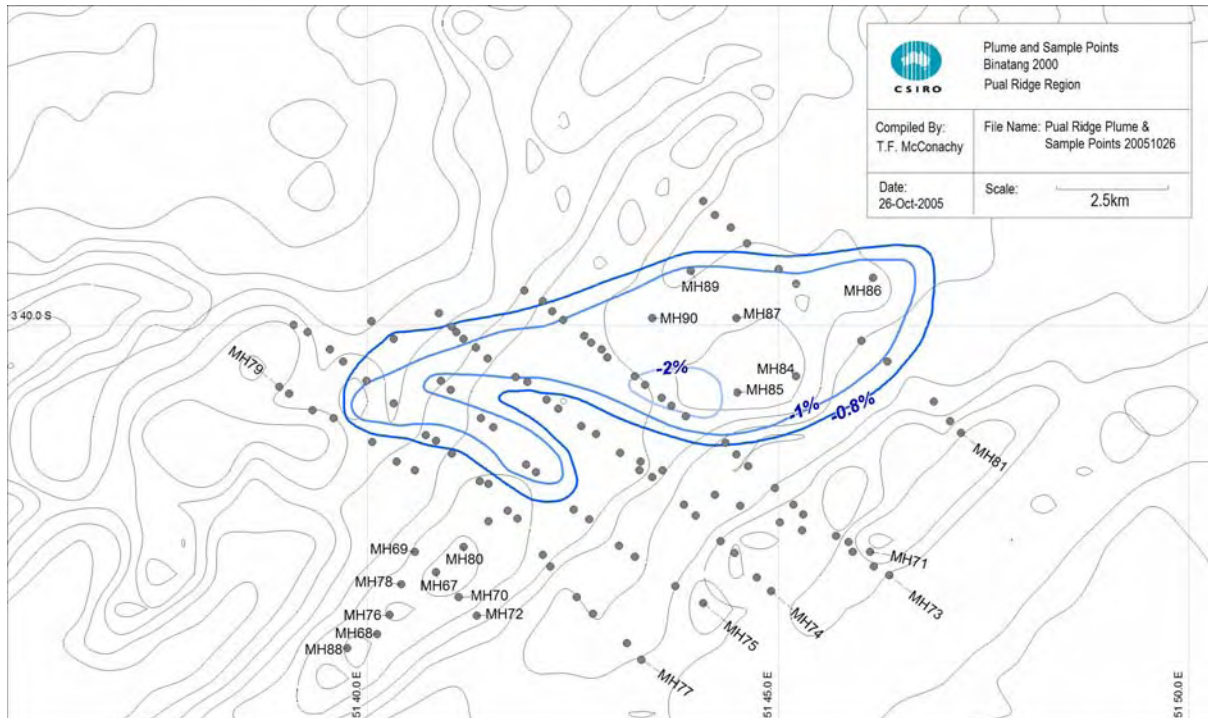 CSIRO
Plume and Sample Points
Binatang 2000
Pual Ridge Region
Compiled By:
T.F. McConachy
File Name: Pual Ridge Plume &
Sample Points 20051026
Date:
26-Oct-2005
Scale:
2.5km
MH89
MH86
3 40.0 S
MH90
MH87
MH79
-2%
MH84
MH85
-1%
-0.8%
MH81
MH69
MH80
MH71
MH78
MH67
MH70
MH73
MH76
MH72
MH74
MH75
MH68
MH88
MH77
51 40.0 E
51 45.0 E
51 50.0 E